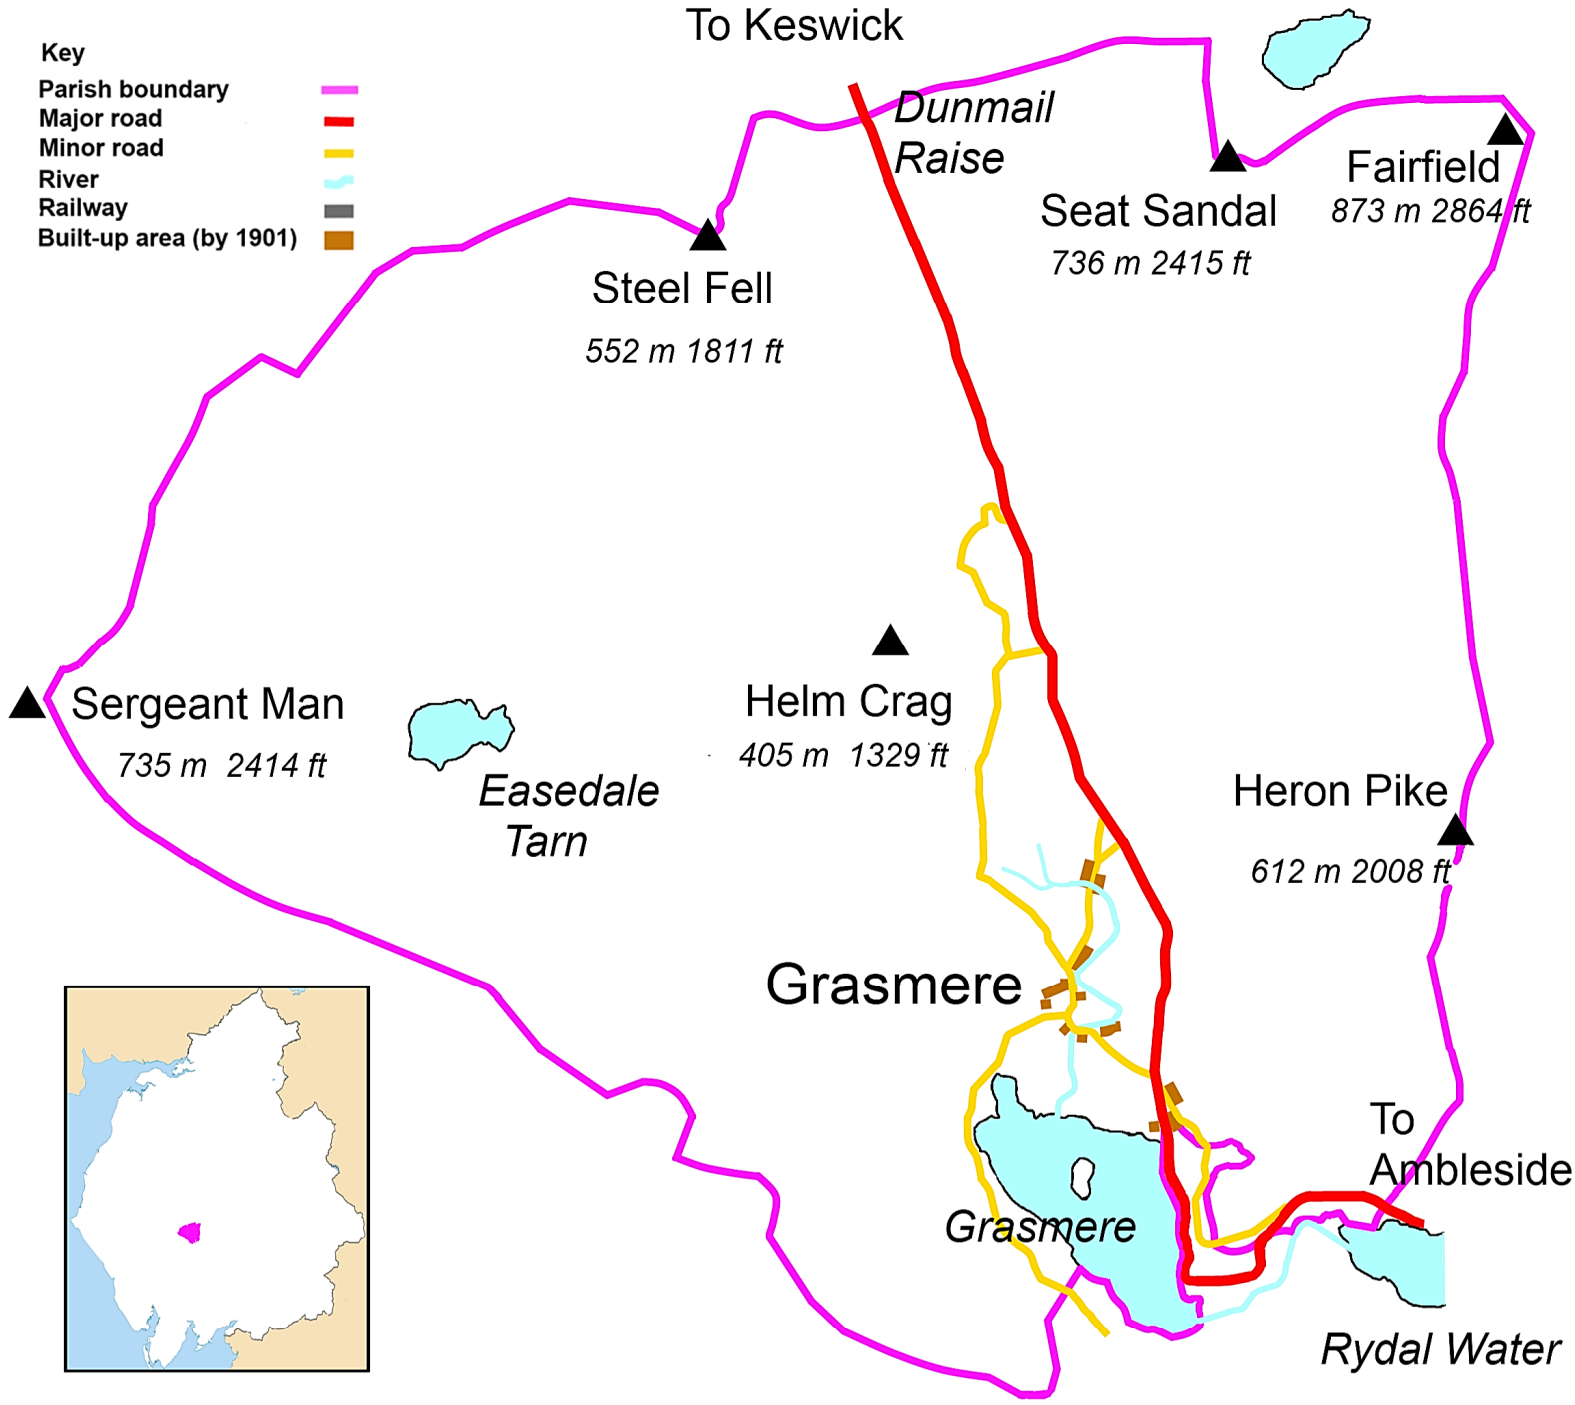 To Keswick
Key
Parish boundary
Major road
Minor road
River
Railway
Built-up area (by 1901)
Dunmail
Raise
Fairfield
873 m 2864 ft
Seat Sandal
736 m 2415 ft
Steel Fell
552 m 1811 ft
Sergeant Man
735 m 2414 ft
Helm Crag
405 m 1329 ft
Easedale
Tarn
Heron Pike
612 m 2008 ft
Grasmere
To
Ambleside
Grasmere
Rydal Water